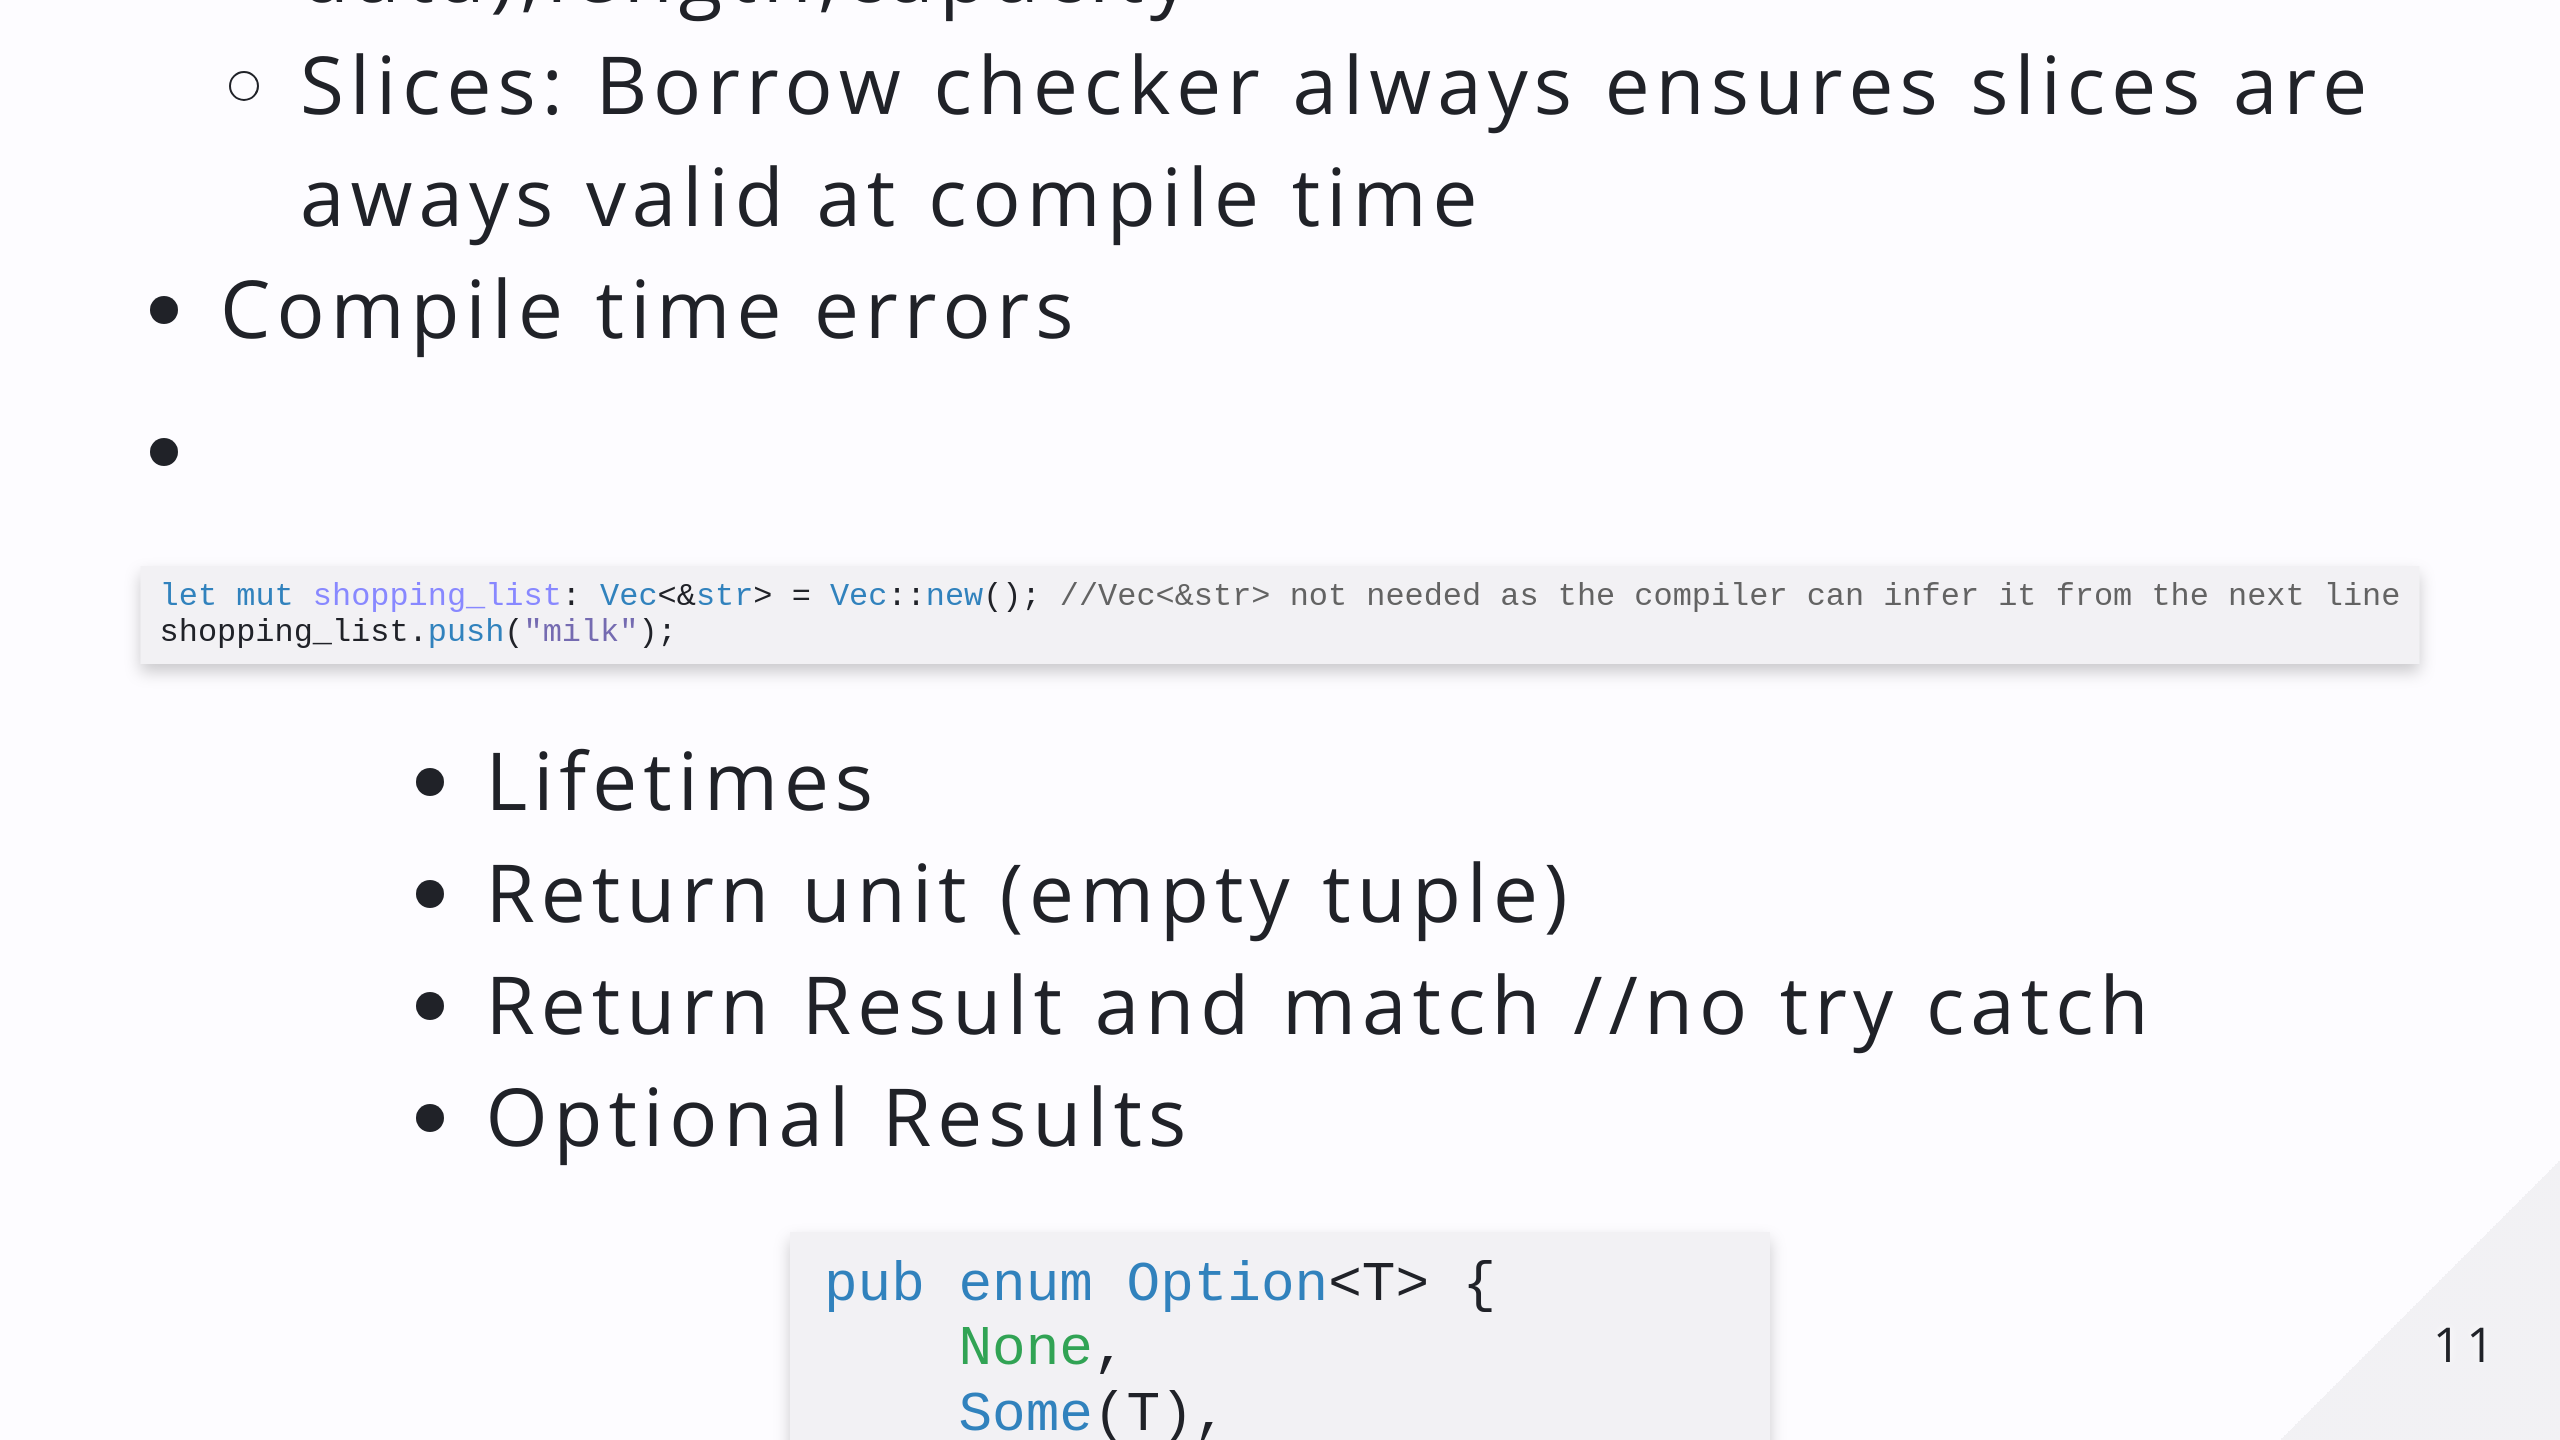 data),length,capacity
Slices: Borrow checker always ensures slices are
aways valid at compile time
Compile time errors
let mut shopping_list: Vec<&str> = Vec::new(); //Vec<&str> not needed as the compiler can infer it from the next line
shopping_list.push("milk");
Lifetimes
Return unit (empty tuple)
Return Result and match //no try catch
Optional Results
pub enum Option<T> {
None,
Some(T),
11